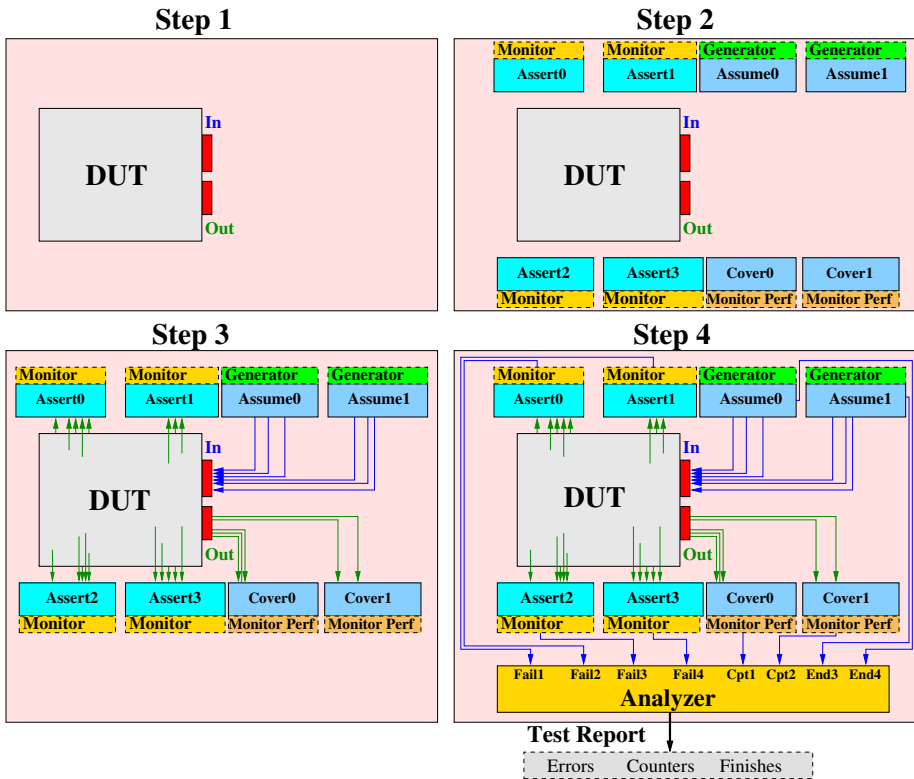 Step 1
In
DUT
Out
Step 2
Monitor Monitor Generator Generator
Assert0 Assert1 Assume0 Assume1
In
DUT
Out
Assert2 Assert3 Cover0 Cover1
Monitor Monitor Monitor Perf Monitor Perf
Step 3
Monitor Monitor Generator Generator
Assert0 Assert1 Assume0 Assume1
In
DUT
Out
Assert2 Assert3 Cover0 Cover1
Monitor Monitor Monitor Perf Monitor Perf
Step 4
Monitor Monitor Generator Generator
Assert0 Assert1 Assume0 Assume1
In
DUT
Out
Assert2 Assert3 Cover0 Cover1
Monitor Monitor Monitor Perf Monitor Perf
Fail1 Fail2 Fail3 Fail4 Cpt1 Cpt2 End3 End4
Analyzer
Test Report
Errors Counters Finishes